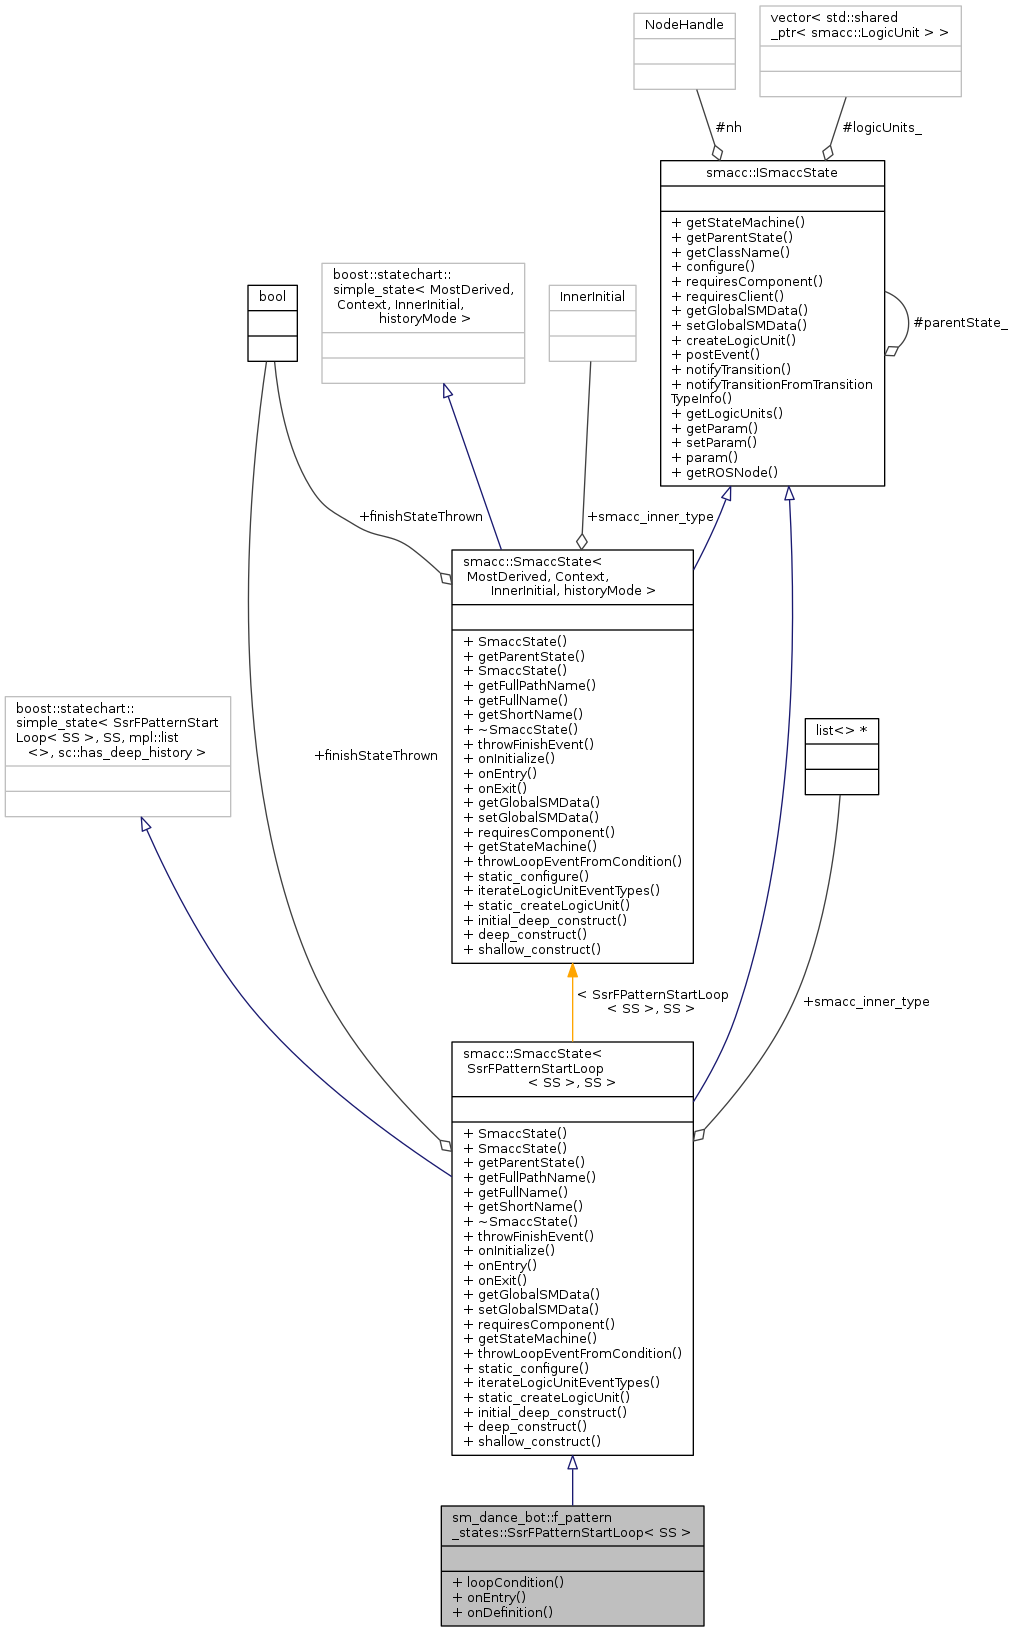 NodeHandle
vector< std::shared
_ptr< smacc::LogicUnit > >
#nh
#logicUnits_
smacc::ISmaccState
+ getStateMachine()
+ getParentState()
+ getClassName()
+ configure()
+ requiresComponent()
+ requiresClient()
+ getGlobalSMData()
+ setGlobalSMData()
+ createLogicUnit()
+ postEvent()
+ notifyTransition()
+ notifyTransitionFromTransition
TypeInfo()
+ getLogicUnits()
+ getParam()
+ setParam()
+ param()
+ getROSNode()
#parentState_
bool
boost::statechart::
simple_state< MostDerived,
Context, InnerInitial,
historyMode >
InnerInitial
+finishStateThrown
+smacc_inner_type
smacc::SmaccState<
MostDerived, Context,
InnerInitial, historyMode >
+ SmaccState()
+ getParentState()
+ SmaccState()
+ getFullPathName()
+ getFullName()
+ getShortName()
+ ~SmaccState()
+ throwFinishEvent()
+ onInitialize()
+ onEntry()
+ onExit()
+ getGlobalSMData()
+ setGlobalSMData()
+ requiresComponent()
+ getStateMachine()
+ throwLoopEventFromCondition()
+ static_configure()
+ iterateLogicUnitEventTypes()
+ static_createLogicUnit()
+ initial_deep_construct()
+ deep_construct()
+ shallow_construct()
boost::statechart::
simple_state< SsrFPatternStart
Loop< SS >, SS, mpl::list
<>, sc::has_deep_history >
+finishStateThrown
list<> *
< SsrFPatternStartLoop
< SS >, SS >
+smacc_inner_type
smacc::SmaccState<
SsrFPatternStartLoop
< SS >, SS >
+ SmaccState()
+ SmaccState()
+ getParentState()
+ getFullPathName()
+ getFullName()
+ getShortName()
+ ~SmaccState()
+ throwFinishEvent()
+ onInitialize()
+ onEntry()
+ onExit()
+ getGlobalSMData()
+ setGlobalSMData()
+ requiresComponent()
+ getStateMachine()
+ throwLoopEventFromCondition()
+ static_configure()
+ iterateLogicUnitEventTypes()
+ static_createLogicUnit()
+ initial_deep_construct()
+ deep_construct()
+ shallow_construct()
sm_dance_bot::f_pattern
_states::SsrFPatternStartLoop< SS >
+ loopCondition()
+ onEntry()
+ onDefinition()